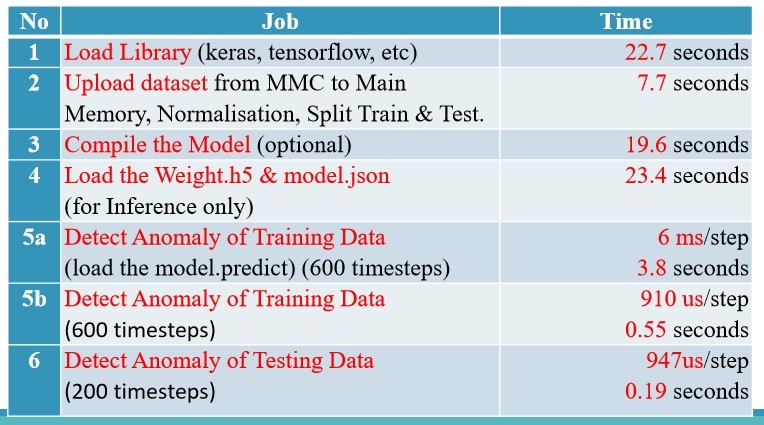 No Job Time
1 Load Library (keras, tensorflow, etc) 22.7 seconds
2 Upload dataset from MMC to Main 7.7 seconds
Memory, Normalisation, Split Train & Test.
3 Compile the Model (optional) 19.6 seconds
4 Load the Weight.h5 & model.json 23.4 seconds
(for Inference only)
5a Detect Anomaly of Training Data 6 ms/step
(load the model.predict) (600 timesteps) 3.8 seconds
5b Detect Anomaly of Training Data 910 us/step
(600 timesteps) 0.55 seconds
6 Detect Anomaly of Testing Data 947us/step
(200 timesteps) 0.19 seconds